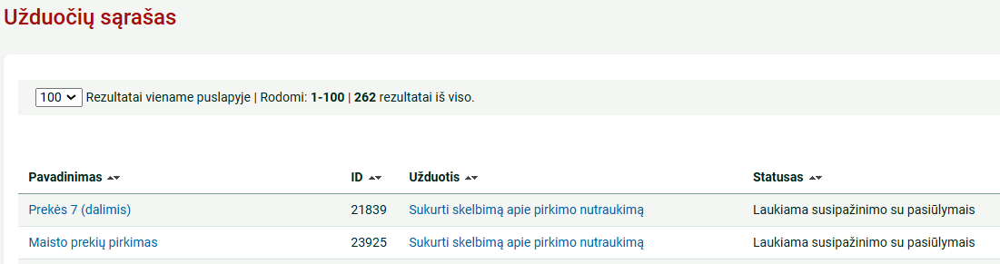 Užduočių sąrašas
100 Rezultatai viename puslapyje | Rodomi: 1-100 | 262 rezultatai iš viso.
Pavadinimas ID Užduotis Statusas
Prekės 7 (dalimis) 21839 Sukurti skelbimą apie pirkimo nutraukimą Laukiama susipažinimo su pasiūlymais
Maisto prekių pirkimas 23925 Sukurti skelbimą apie pirkimo nutraukimą Laukiama susipažinimo su pasiūlymais